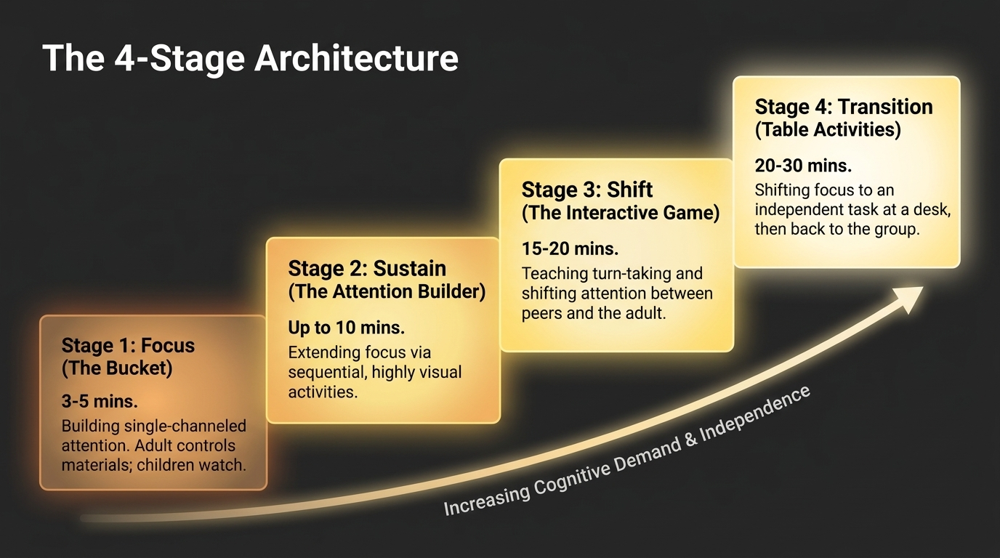 The 4-Stage Architecture
Stage 1: Focus
(The Bucket)
3-5 mins.
Building single-channeled
attention. Adult controls
materials; children watch.
Stage 2: Sustain
(The Attention Builder)
Up to 10 mins.
Extending focus via
sequential, highly visual
activities.
Stage 3: Shift
(The Interactive Game)
15-20 mins.
Teaching turn-taking and
shifting attention between
peers and the adult.
Stage 4: Transition
(Table Activities)
20-30 mins.
Shifting focus to an
independent task at a desk,
then back to the group.
Increasing Cognitive Demand & Independence